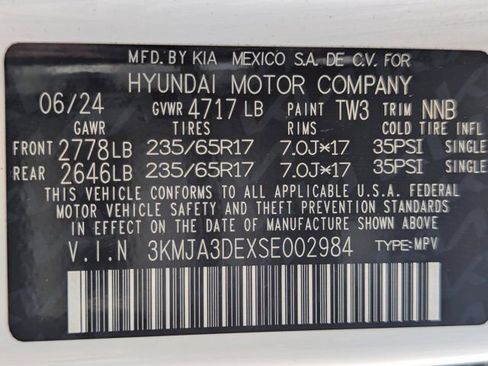 MFD.BY KIA MEXICO S.A. DE C.V. FOR
HYUNDAI MOTOR COMPANY
06/24 GVWR 4717 LB PAINT TW3 TRIM NNB
GAWR TIRES RIMS COLD TIRE INFL
FRONT 2778LB 235/65R17 7.0J×17 35PSI SINGLE
REAR 2646LB 235/65R17 7.0J×17 35PSI SINGLE
THIS VEHICLE CONFORMS TO ALL APPLICABLE U.S.A. FEDERAL
MOTOR VEHICLE SAFETY AND THEFT PREVENTION STANDARDS
IN EFFECT ON THE DATE OF MANUFACTURE SHOWN ABOVE.
V.I.N 3KMJA3DEXSE002984 TYPE:MPV